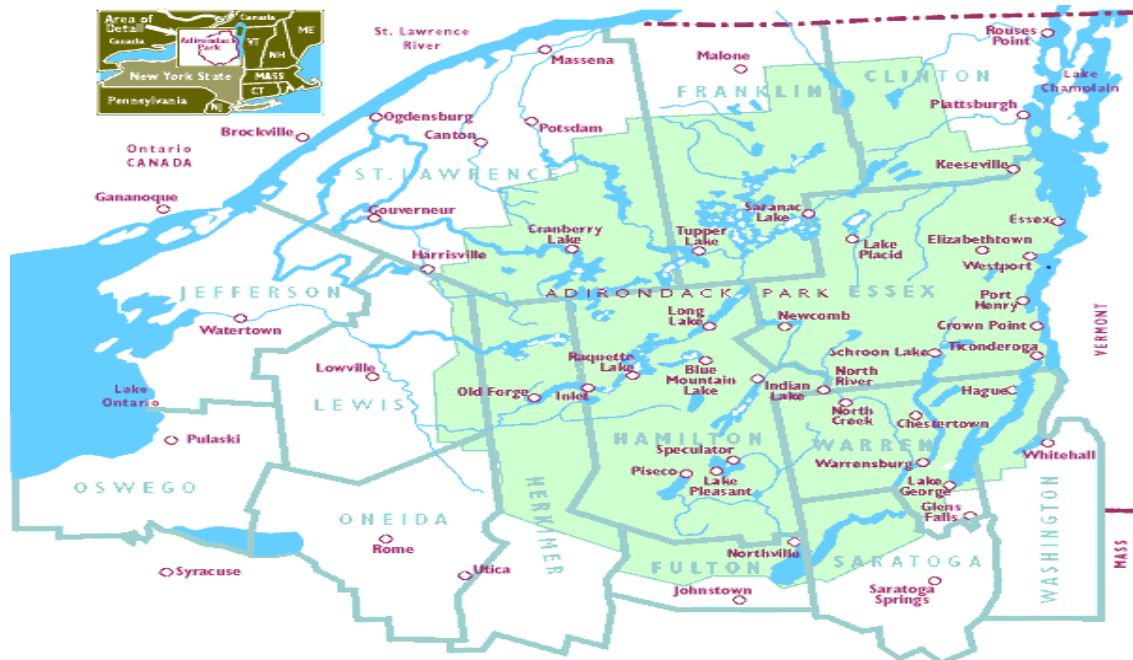 Area of
Detail
Canada
ME
Canada
Adirondack
Park
VT
NH
New York State
MASS
CT
Pennsylvania
NJ
St. Lawrence
River
Massena
Malone
Rouses
Point
CLINTON
FRANKLIN
Lake
Champlain
Plattsburgh
Ogdensburg
Brockville
Canton
Potsdam
Ontario
CANADA
ST. LAWRENCE
Keeseville
Gananoque
Gouverneur
Saranac
Lake
Essex
Cranberry
Lake
Tupper
Lake
Lake
Placid
Elizabethtown
Westport
Harrisville
JEFFERSON
ADIRONDACK PARK
ESSEX
Port
Henry
Watertown
Long
Lake
Newcomb
Crown Point
VERMONT
Ticonderoga
Schroon Lake
Lowville
Raquette
Lake
Blue
Mountain
Lake
Indian
Lake
North
River
Hague
Lake
Ontario
Old Forge
Inlet
LEWIS
North
Creek
Chestertown
Pulaski
HAMILTON
WARREN
Whitehall
Speculator
Piseco
Lake
Pleasant
Warrensburg
Lake
George
OSWEGO
HERKIMER
Glens
Falls
WASHINGTON
ONEIDA
Rome
Northville
MASS
Syracuse
Utica
FULTON
SARATOGA
Johnstown
Saratoga
Springs